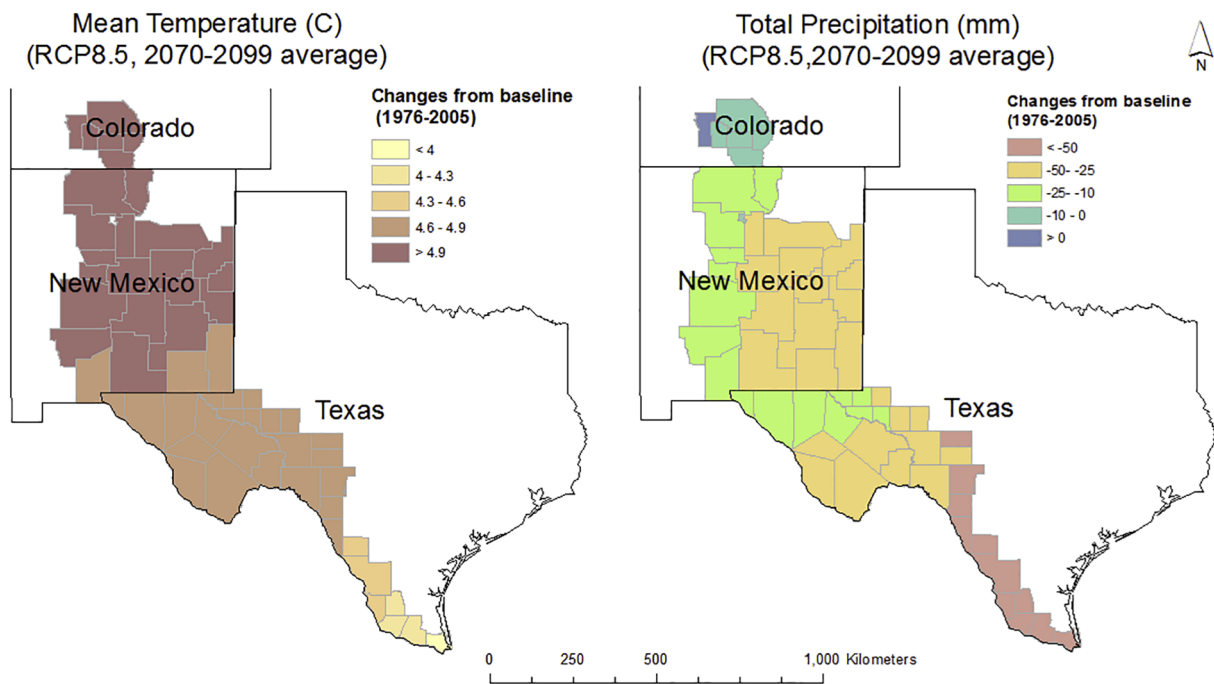 Mean Temperature (C)
(RCP8.5, 2070-2099 average)
Changes from baseline
(1976-2005)
< 4
4 - 4.3
4.3 - 4.6
4.6 - 4.9
> 4.9
Colorado
New Mexico
Texas
Total Precipitation (mm)
(RCP8.5,2070-2099 average)
N
Changes from baseline
(1976-2005)
< -50
-50- -25
-25- -10
-10 - 0
> 0
Colorado
New Mexico
Texas
0 250 500 1,000 Kilometers